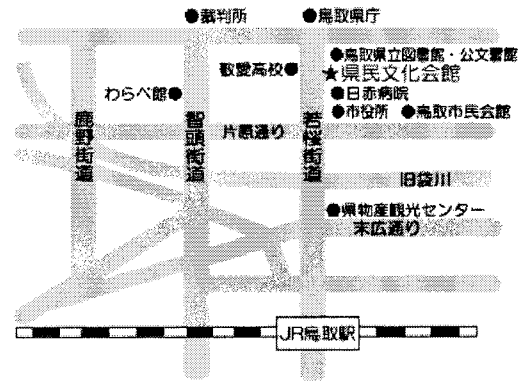 ●裁判所
●鳥取県庁
●鳥取県立図書館・公文書館
敬愛高校●
★県民文化会館
わらべ館●
●日赤病院
●市役所 ●鳥取市民会館
鹿野街道
智頭街道
片原通り
若桜街道
旧袋川
●県物産観光センター
末広通り
JR鳥取駅